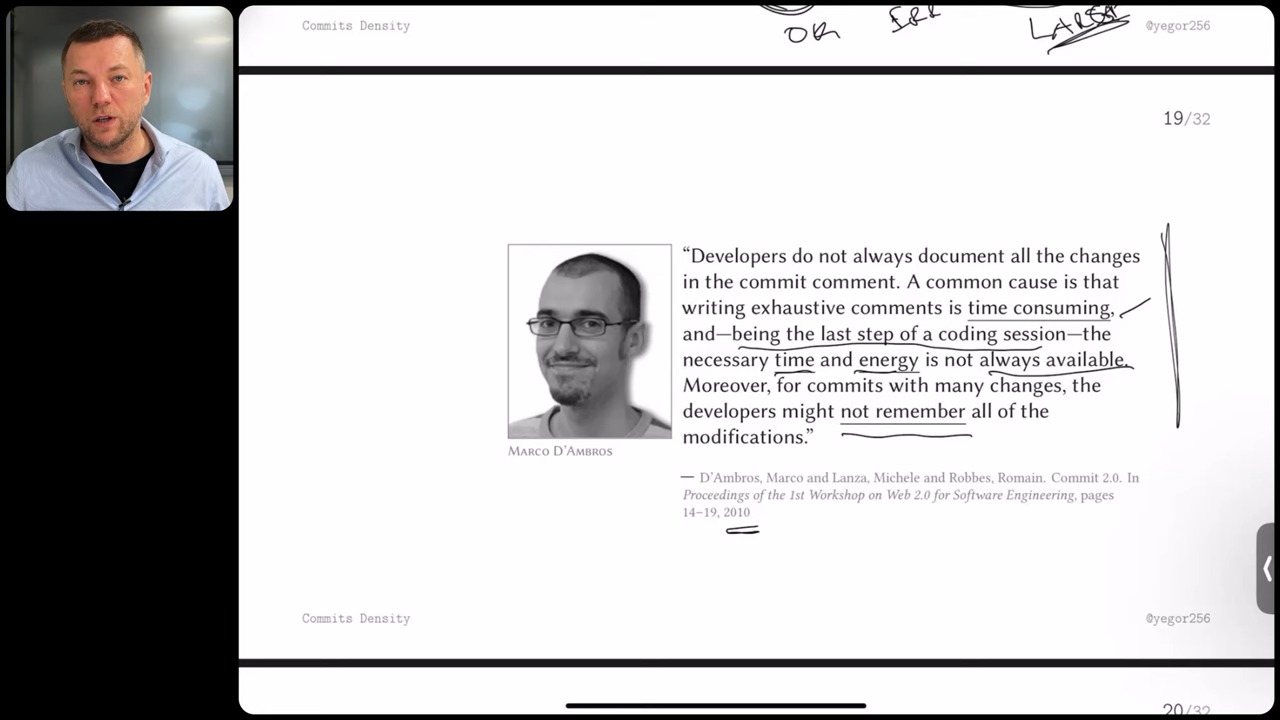 Commits Density
OK
ERR
LARGE
@yegor256
19/32
“Developers do not always document all the changes
in the commit comment. A common cause is that
writing exhaustive comments is time consuming,
and—being the last step of a coding session—the
necessary time and energy is not always available.
Moreover, for commits with many changes, the
developers might not remember all of the
modifications.”
Marco D’Ambros
— D’Ambros, Marco and Lanza, Michele and Robbes, Romain. Commit 2.0. In
Proceedings of the 1st Workshop on Web 2.0 for Software Engineering, pages
14–19, 2010
Commits Density
@yegor256
20/32